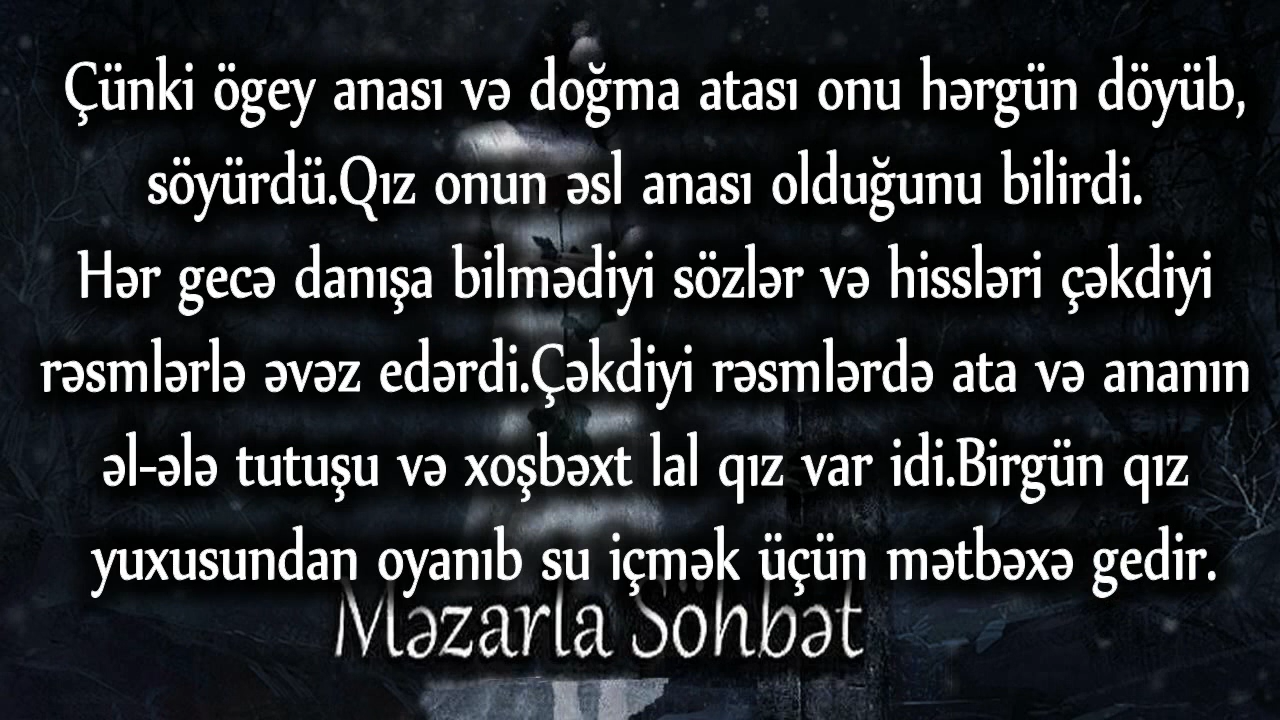 Çünki ögey anası və doğma atası onu hərgün döyüb,
söyürdü.Qız onun əsl anası olduğunu bilirdi.
Hər gecə danışa bilmədiyi sözlər və hissləri çəkdiyi
rəsmlərlə əvəz edərdi.Çəkdiyi rəsmlərdə ata və ananın
əl-ələ tutuşu və xoşbəxt lal qız var idi.Birgün qız
yuxusundan oyanıb su içmək üçün mətbəxə gedir.
Məzarla Söhbət